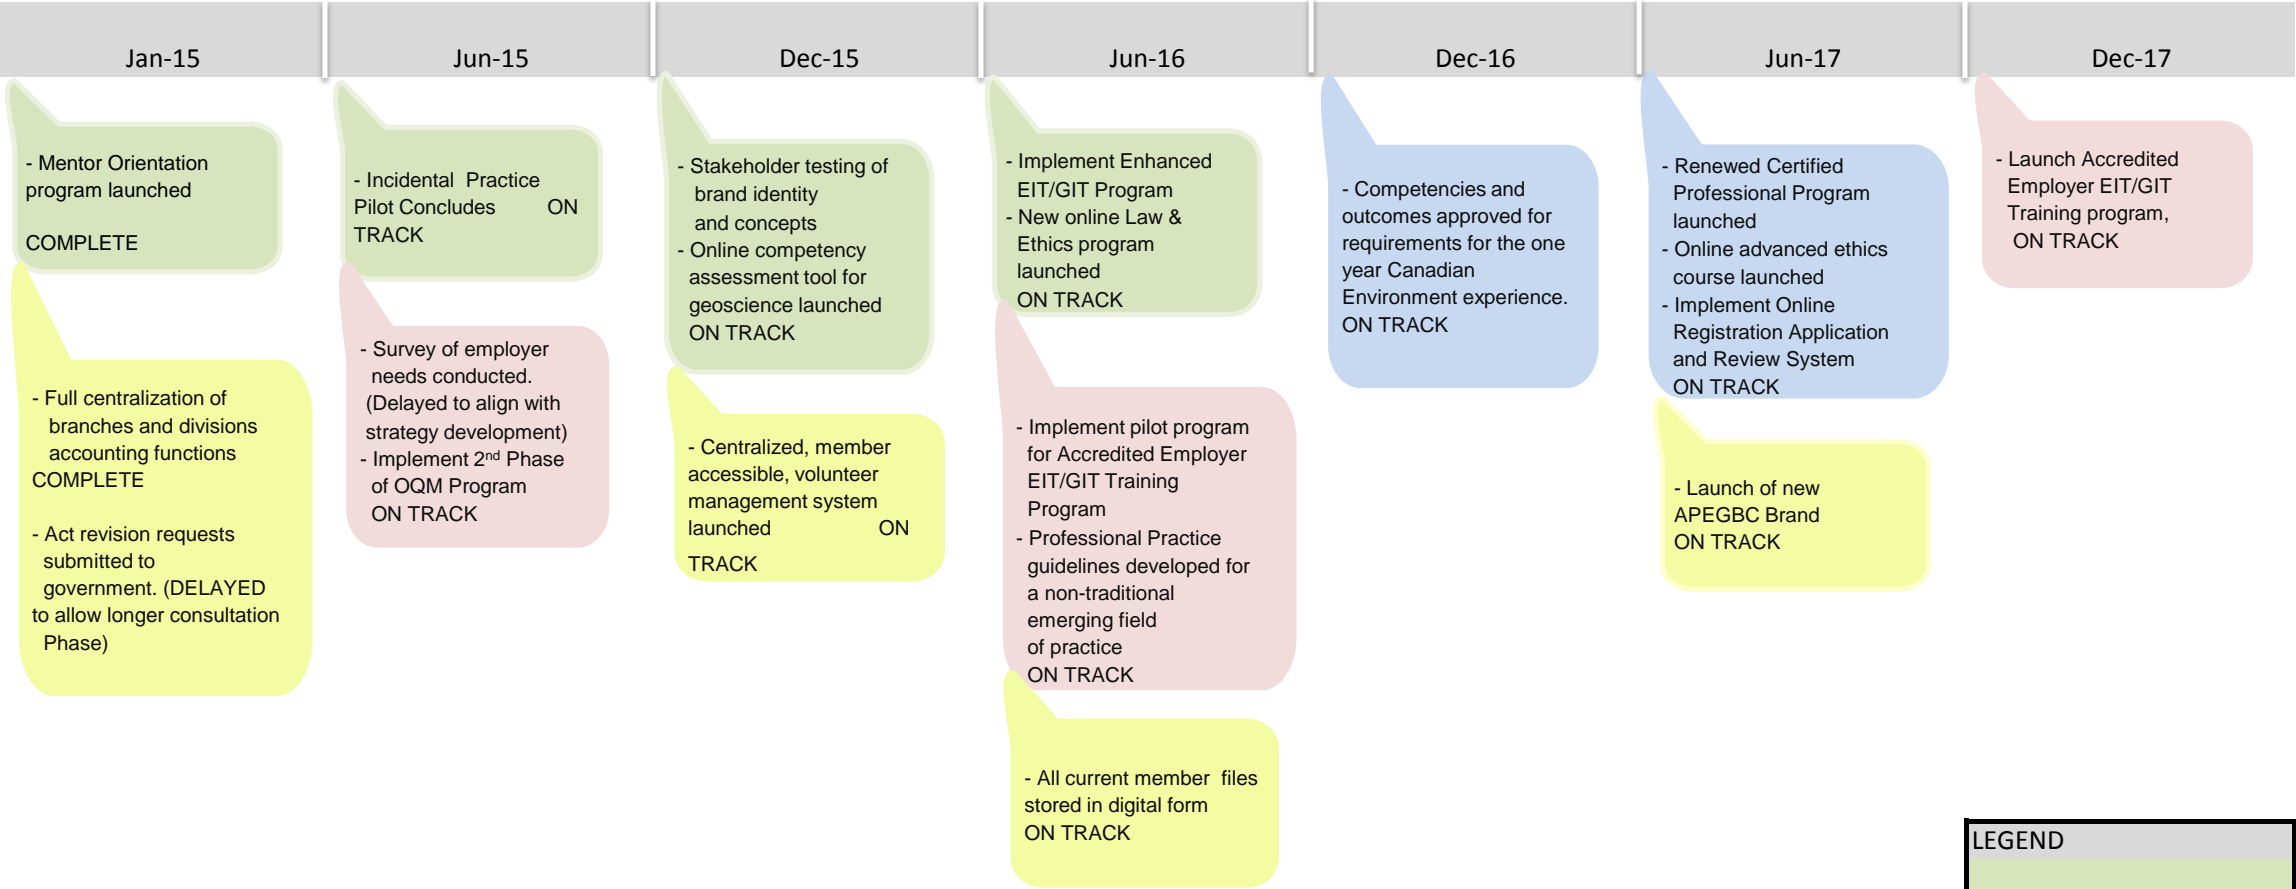 Jan-15
Jun-15
Dec-15
Jun-16
Dec-16
Jun-17
Dec-17
- Mentor Orientation
program launched
COMPLETE
- Full centralization of
branches and divisions
accounting functions
COMPLETE
- Act revision requests
submitted to
government. (DELAYED
to allow longer consultation
Phase)
- Incidental Practice
Pilot Concludes ON
TRACK
- Survey of employer
needs conducted.
(Delayed to align with
strategy development)
- Implement 2nd Phase
of OQM Program
ON TRACK
- Stakeholder testing of
brand identity
and concepts
- Online competency
assessment tool for
geoscience launched
ON TRACK
- Centralized, member
accessible, volunteer
management system
launched ON
TRACK
- Implement Enhanced
EIT/GIT Program
- New online Law &
Ethics program
launched
ON TRACK
- Implement pilot program
for Accredited Employer
EIT/GIT Training
Program
- Professional Practice
guidelines developed for
a non-traditional
emerging field
of practice
ON TRACK
- All current member files
stored in digital form
ON TRACK
- Competencies and
outcomes approved for
requirements for the one
year Canadian
Environment experience.
ON TRACK
- Renewed Certified
Professional Program
launched
- Online advanced ethics
course launched
- Implement Online
Registration Application
and Review System
ON TRACK
- Launch of new
APEGBC Brand
ON TRACK
- Launch Accredited
Employer EIT/GIT
Training program,
ON TRACK
LEGEND